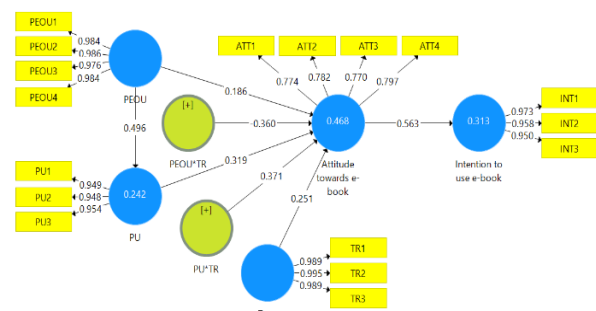 PEOU1
PEOU2
PEOU3
PEOU4
0.984
0.986
0.976
0.984
PEOU
0.496
PU1
PU2
PU3
0.949
0.948
0.954
0.242
PU
[+]
PEOU*TR
[+]
PU*TR
0.186
-0.360
0.319
0.371
0.251
ATT1
ATT2
ATT3
ATT4
0.774
0.782
0.770
0.797
0.468
Attitude
towards e-
book
0.563
0.313
Intention to
use e-book
0.973
0.958
0.950
INT1
INT2
INT3
0.989
0.995
0.989
TR1
TR2
TR3